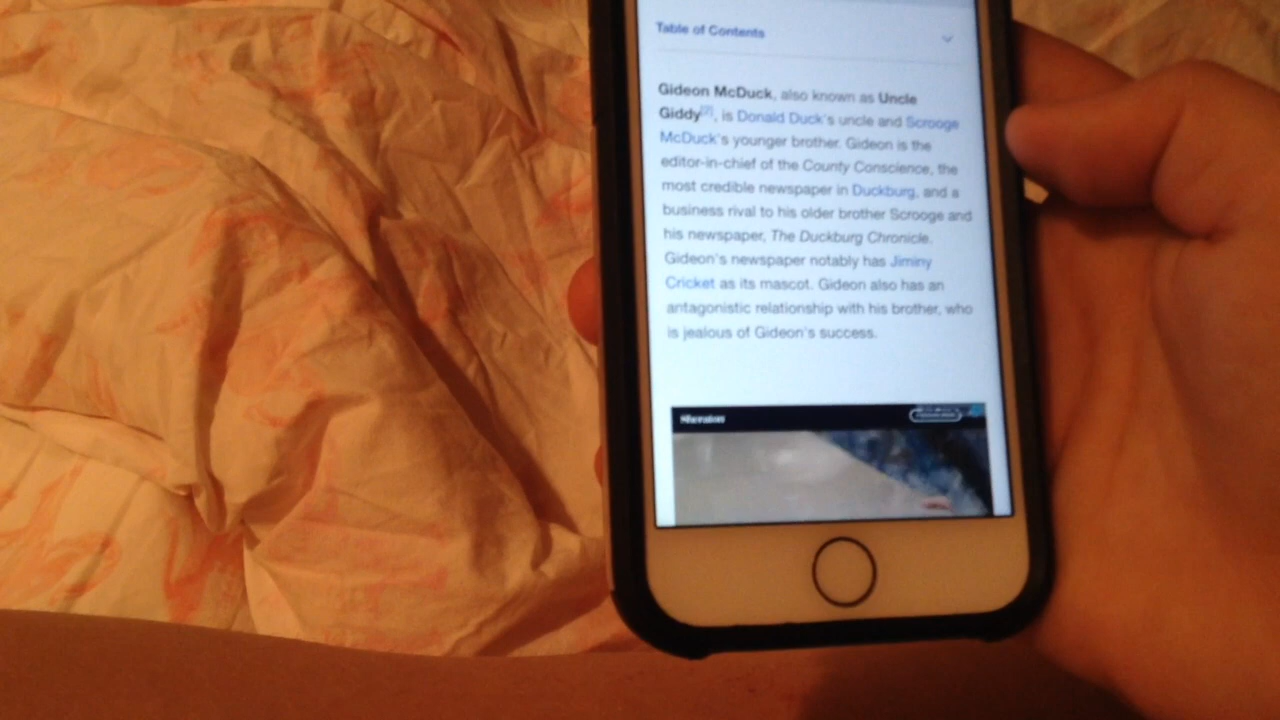 Table of Contents
Gideon McDuck, also known as Uncle
Giddy[2], is Donald Duck's uncle and Scrooge
McDuck's younger brother. Gideon is the
editor-in-chief of the County Conscience, the
most credible newspaper in Duckburg, and a
business rival to his older brother Scrooge and
his newspaper, The Duckburg Chronicle.
Gideon's newspaper notably has Jiminy
Cricket as its mascot. Gideon also has an
antagonistic relationship with his brother, who
is jealous of Gideon's success.
Sheraton